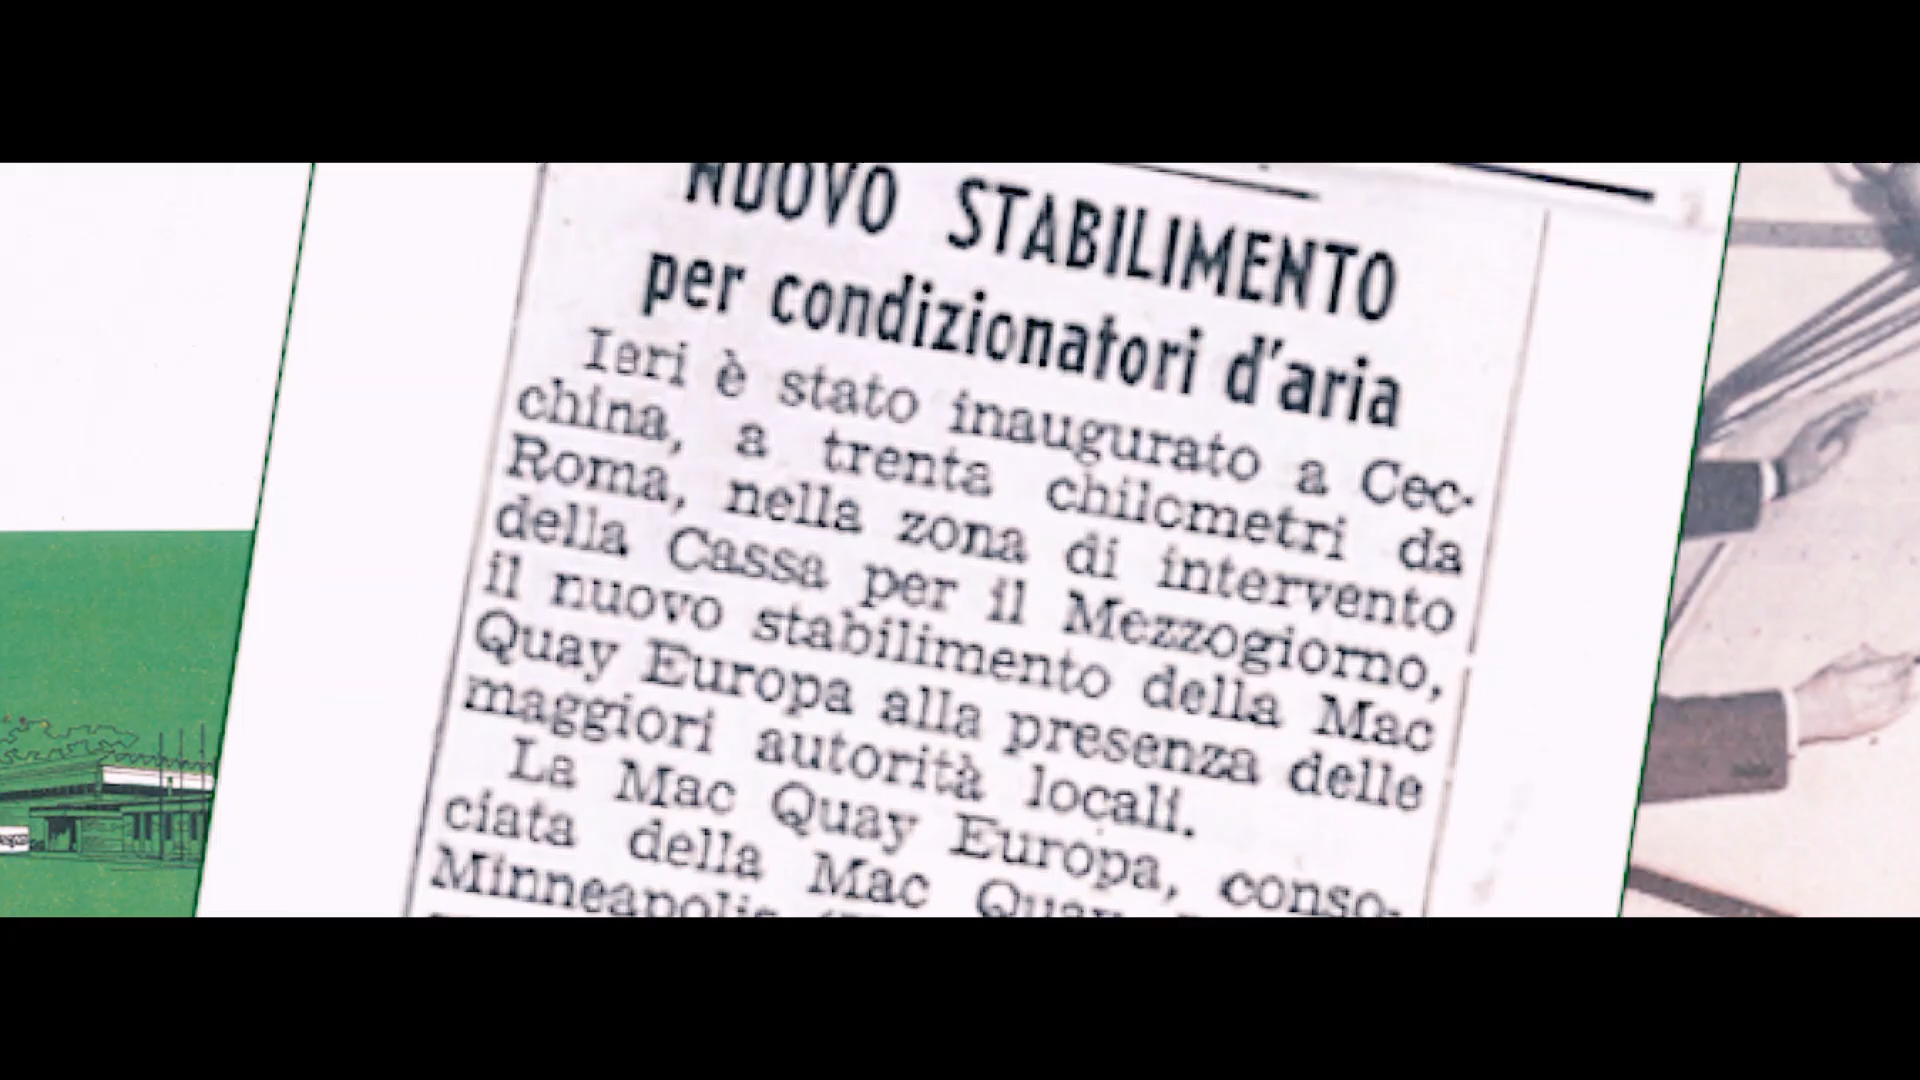 NUOVO STABILIMENTO
per condizionatori d'aria
Ieri è stato inaugurato a Cec-
china, a trenta chilometri da
Roma, nella zona di intervento
della Cassa per il Mezzogiorno,
il nuovo stabilimento della Mac
Quay Europa alla presenza delle
maggiori autorità locali.
La Mac Quay Europa, conso-
ciata della Mac Quay
Minneapolis